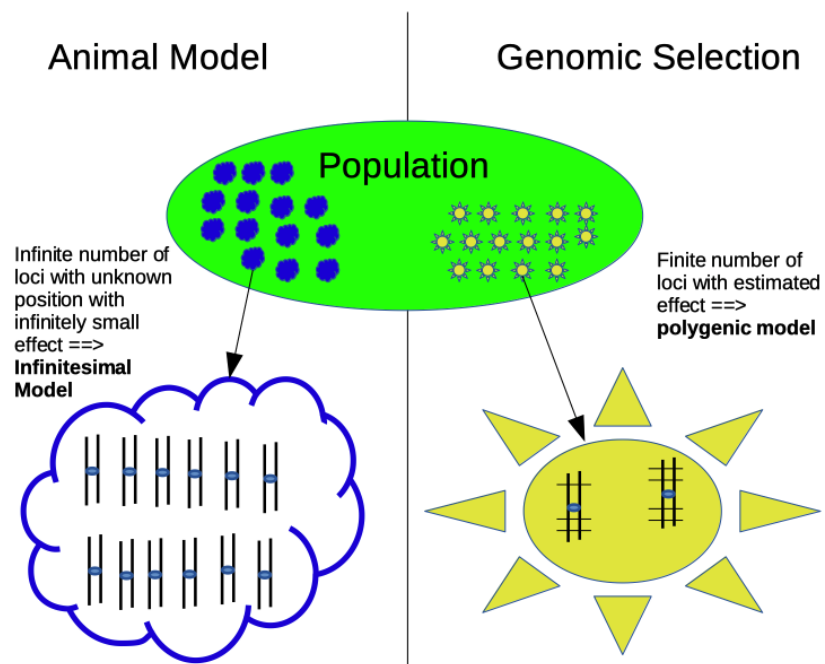 Animal Model
Genomic Selection
Population
Infinite number of
loci with unknown
position with
infinitely small
effect ==>
Infinitesimal
Model
Finite number of
loci with estimated
effect ==>
polygenic model